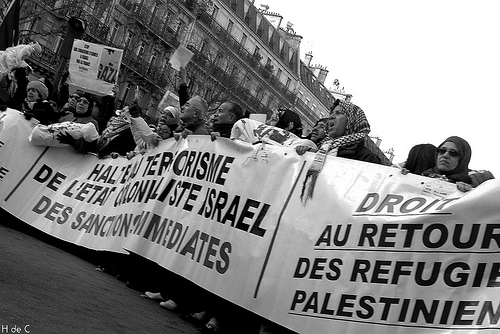 GAZA
HALTE AU TERRORISME
DE L'ETAT COLONIALISTE ISRAEL
DES SANCTIONS IMMEDIATES
DROIT
AU RETOUR
DES REFUGIE
PALESTINIEN
H de C